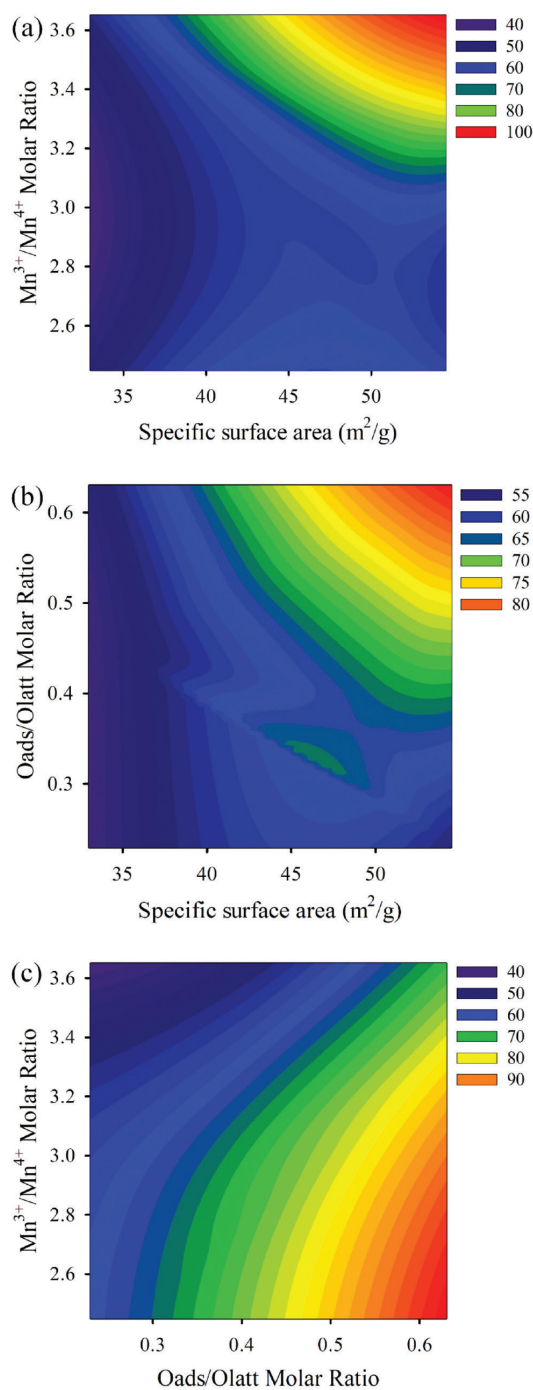 (a)
3.6
3.4
3.2
3.0
2.8
2.6
Mn3+/Mn4+ Molar Ratio
35 40 45 50
Specific surface area (m2/g)
40
50
60
70
80
100
(b)
0.6
0.5
0.4
0.3
Oads/Olatt Molar Ratio
35 40 45 50
Specific surface area (m2/g)
55
60
65
70
75
80
(c)
3.6
3.4
3.2
3.0
2.8
2.6
Mn3+/Mn4+ Molar Ratio
0.3 0.4 0.5 0.6
Oads/Olatt Molar Ratio
40
50
60
70
80
90